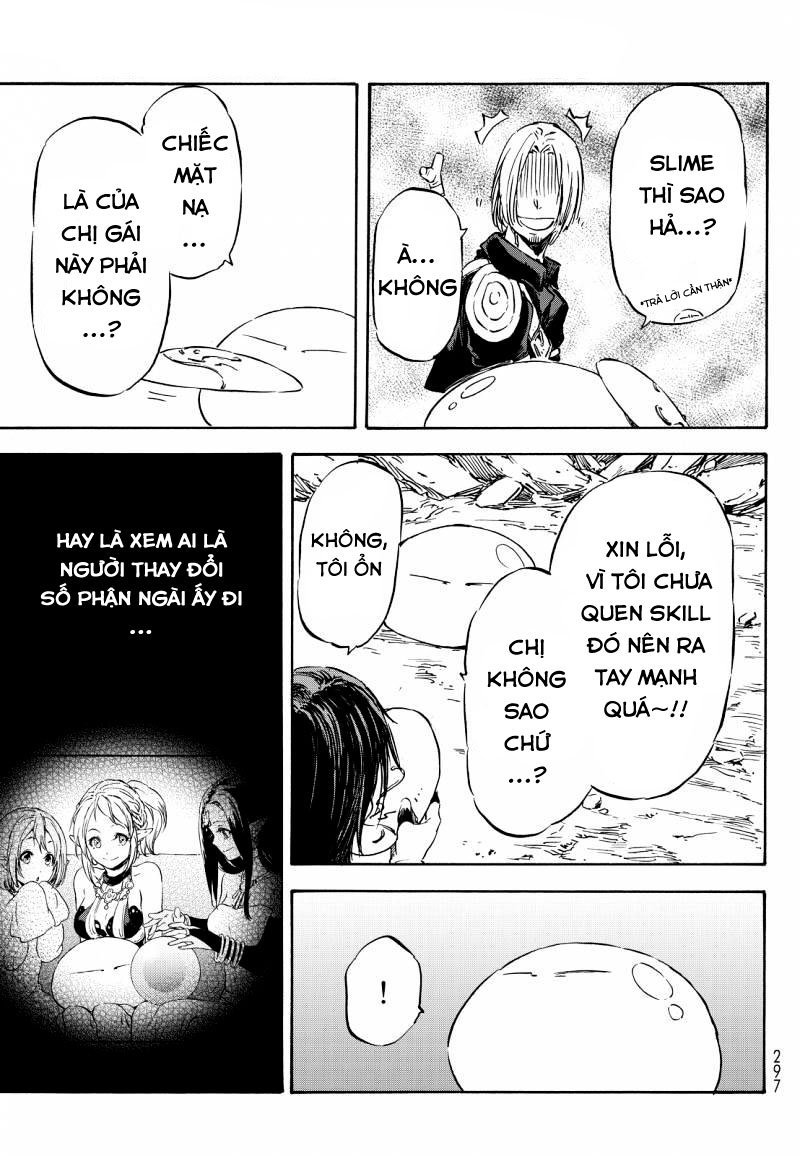 SLIME
THÌ SAO
HẢ...?
*TRẢ LỜI CẨN THẬN*
À...
KHÔNG
CHIẾC
MẶT
NẠ
...
LÀ CỦA
CHỊ GÁI
NÀY PHẢI
KHÔNG
...?
XIN LỖI,
VÌ TÔI CHƯA
QUEN SKILL
ĐÓ NÊN RA
TAY MẠNH
QUÁ~!!
CHỊ
KHÔNG
SAO
CHỨ
...?
KHÔNG,
TÔI ỔN
!
HAY LÀ XEM AI LÀ
NGƯỜI THAY ĐỔI
SỐ PHẬN NGÀI ẤY ĐI
...
297